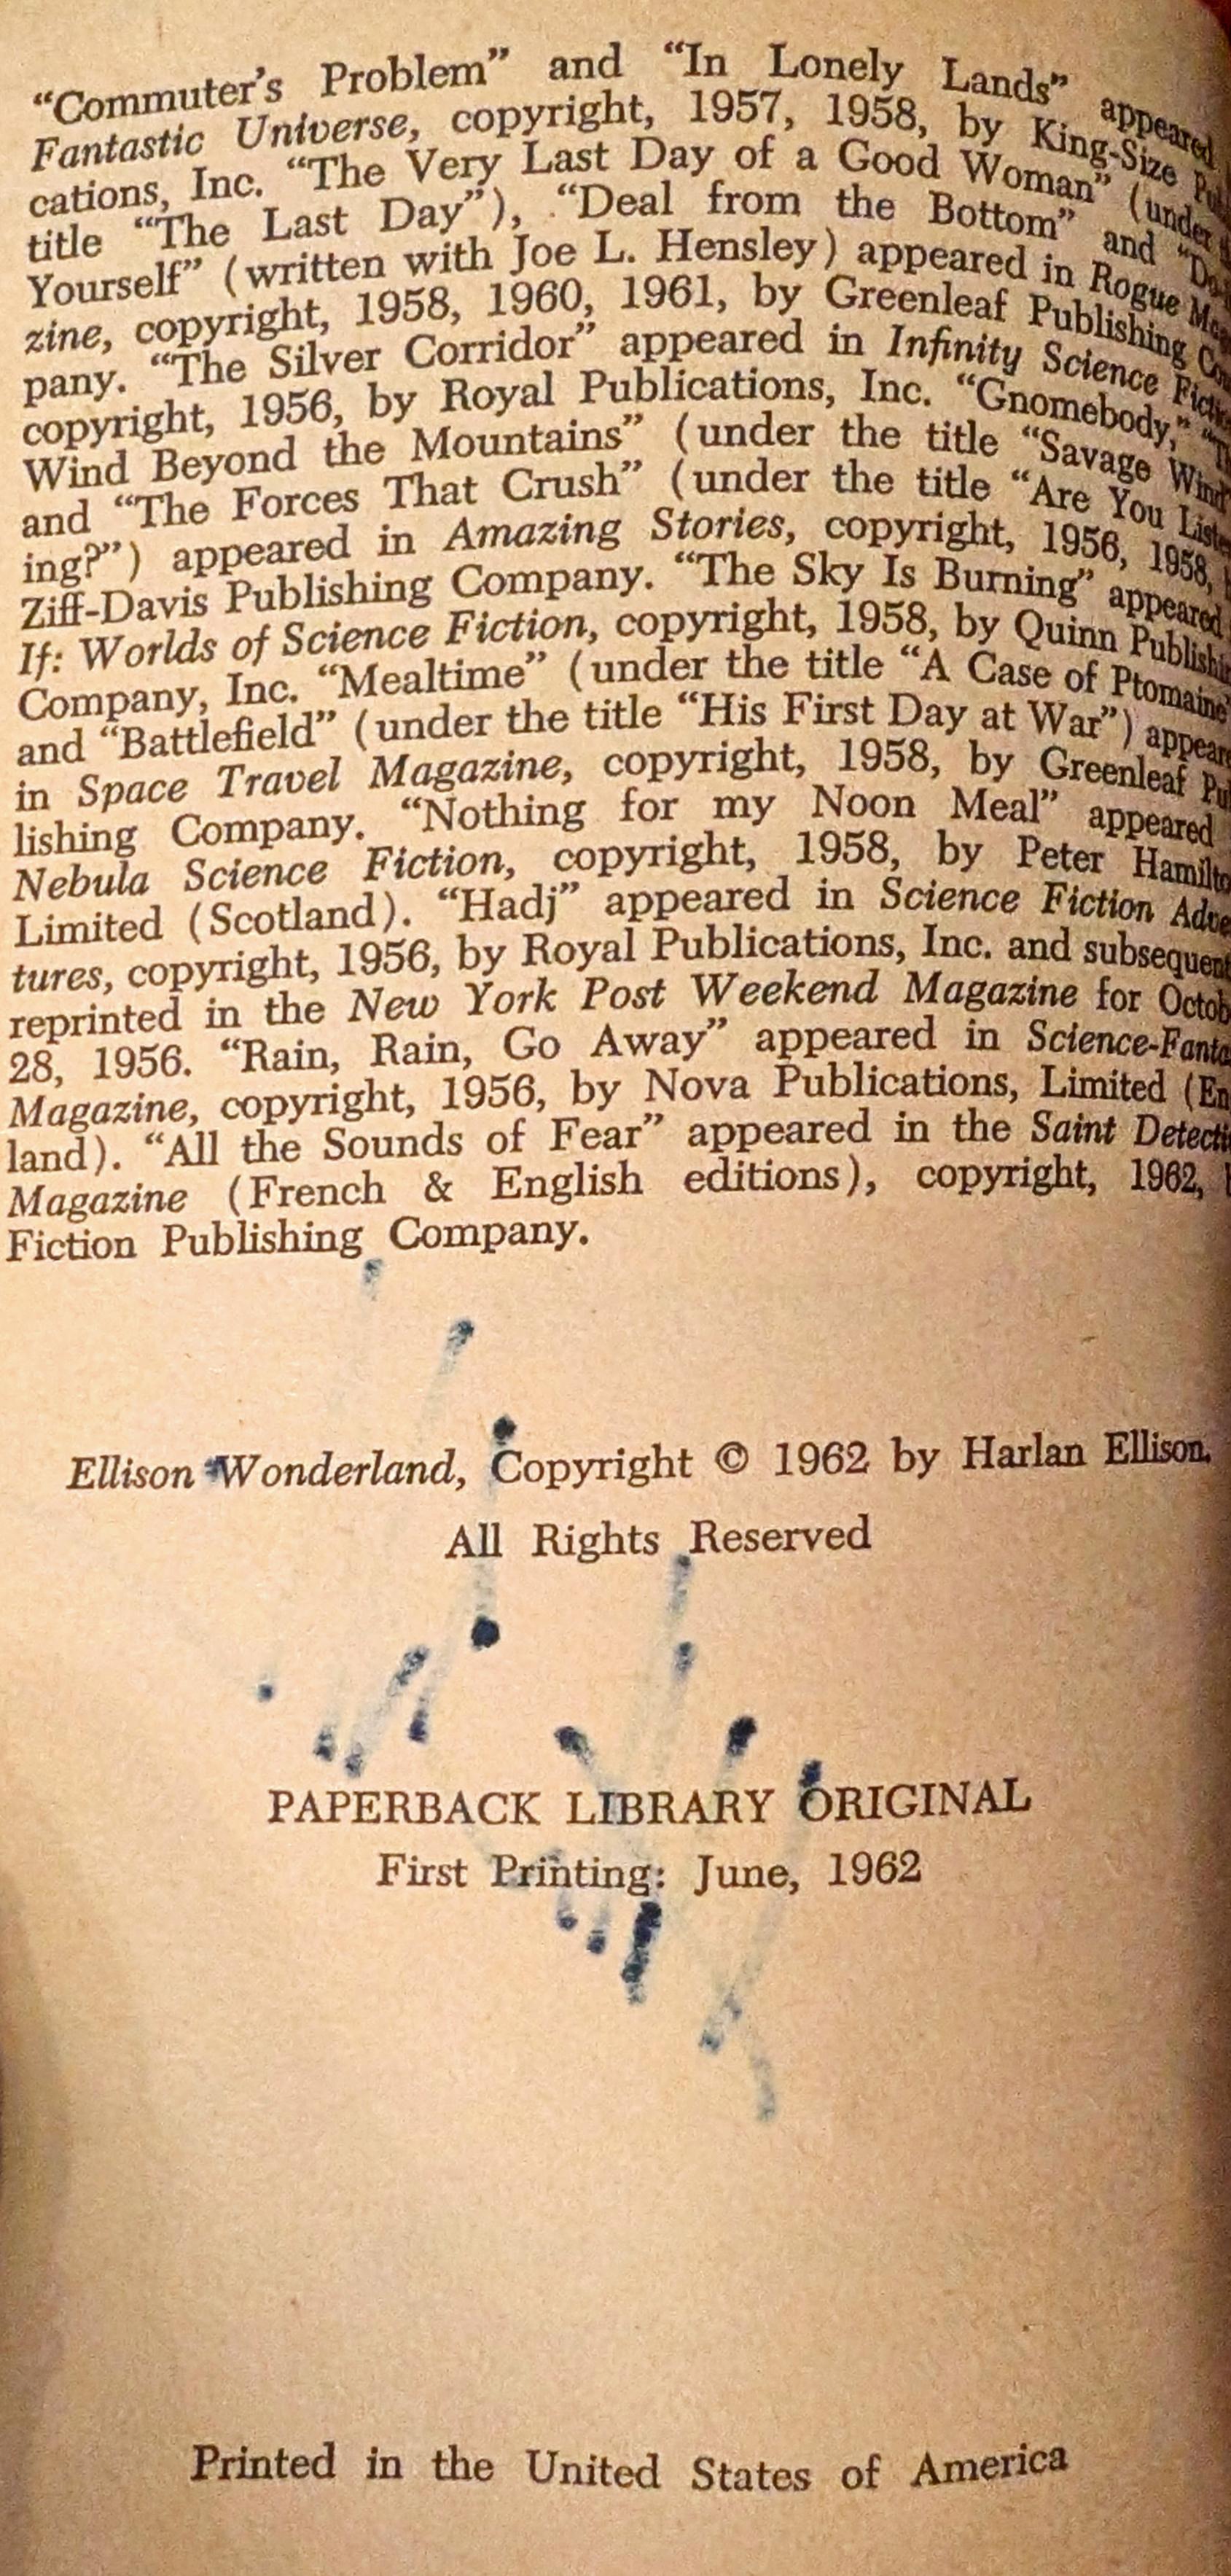 “Commuter’s Problem” and “In Lonely Lands” appeared
Fantastic Universe, copyright, 1957, 1958, by King-Size
cations, Inc. “The Very Last Day of a Good Woman” (under
title “The Last Day”), “Deal from the Bottom” and
Yourself” (written with Joe L. Hensley) appeared in Rogue
zine, copyright, 1958, 1960, 1961, by Greenleaf Publishing
pany. “The Silver Corridor” appeared in Infinity Science
copyright, 1956, by Royal Publications, Inc. “Gnomebody,”
Wind Beyond the Mountains” (under the title “Savage Wind
and “The Forces That Crush” (under the title “Are You
ing?”) appeared in Amazing Stories, copyright, 1956, 1958,
Ziff-Davis Publishing Company. “The Sky Is Burning” appeared
If: Worlds of Science Fiction, copyright, 1958, by Quinn
Company, Inc. “Mealtime” (under the title “A Case of Ptomaine”
and “Battlefield” (under the title “His First Day at War”)
in Space Travel Magazine, copyright, 1958, by Greenleaf
lishing Company. “Nothing for my Noon Meal” appeared
Nebula Science Fiction, copyright, 1958, by Peter
Limited (Scotland). “Hadj” appeared in Science Fiction
tures, copyright, 1956, by Royal Publications, Inc. and
reprinted in the New York Post Weekend Magazine for
28, 1956. “Rain, Rain, Go Away” appeared in
Magazine, copyright, 1956, by Nova Publications, Limited
land). “All the Sounds of Fear” appeared in the Saint
Magazine (French & English editions), copyright, 1962,
Fiction Publishing Company.
Ellison Wonderland, Copyright © 1962 by Harlan Ellison.
All Rights Reserved
PAPERBACK LIBRARY ORIGINAL
First Printing: June, 1962
Printed in the United States of America